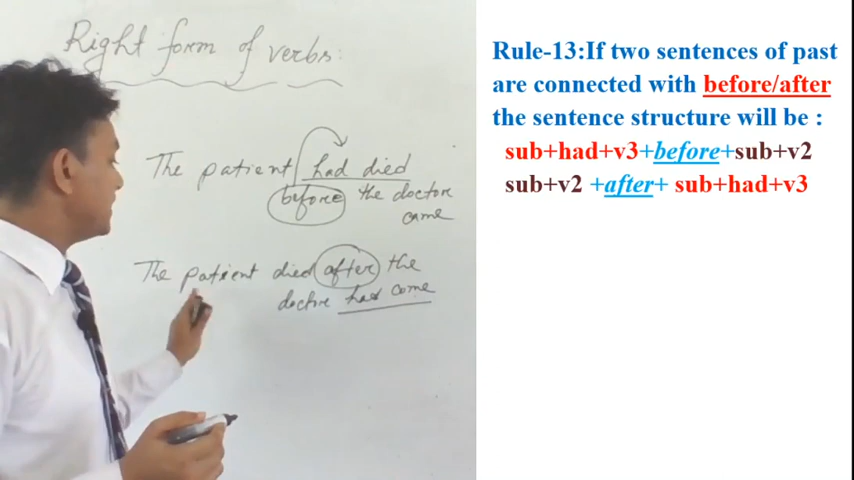 Right form of verbs:
The patient had died
before the doctor
came
The patient died after the
doctor had come
Rule-13:If two sentences of past
are connected with before/after
the sentence structure will be :
sub+had+v3+before+sub+v2
sub+v2 +after+ sub+had+v3